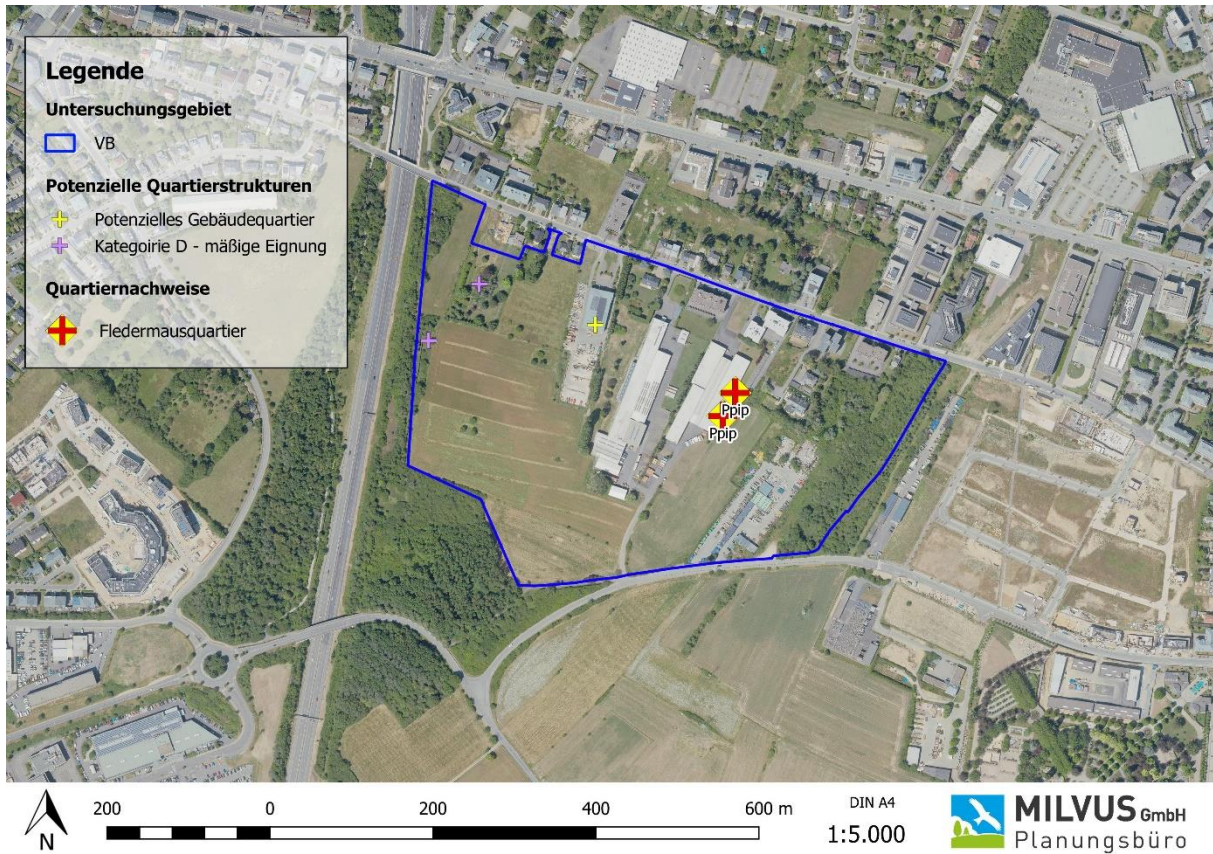 Legende
Untersuchungsgebiet
VB
Potenzielle Quartierstrukturen
Potenzielles Gebäudequartier
Kategoirie D - mäßige Eignung
Quartiernachweise
Fledermausquartier
Ppip
Ppip
N
200 0 200 400 600 m
DIN A4
1:5.000
MILVUS GmbH
Planungsbüro